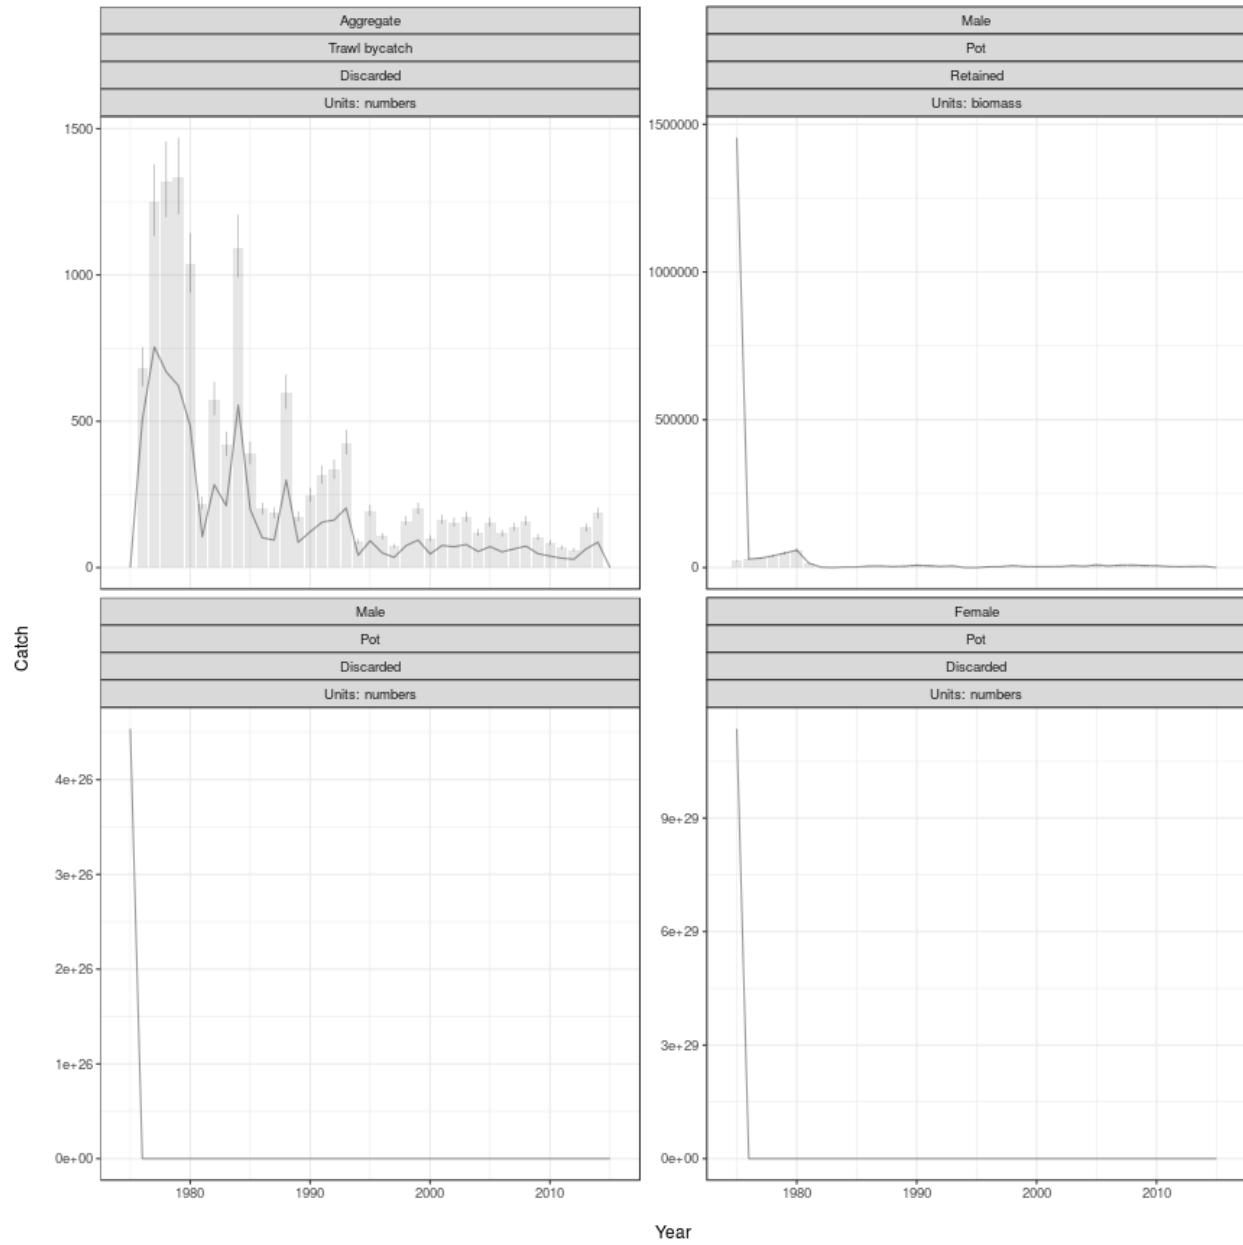 Aggregate
Trawl bycatch
Discarded
Units: numbers
1500
1000
500
0
Male
Pot
Retained
Units: biomass
1500000
1000000
500000
0
Catch
Male
Pot
Discarded
Units: numbers
4e+26
3e+26
2e+26
1e+26
0e+00
1980 1990 2000 2010
Female
Pot
Discarded
Units: numbers
9e+29
6e+29
3e+29
0e+00
1980 1990 2000 2010
Year